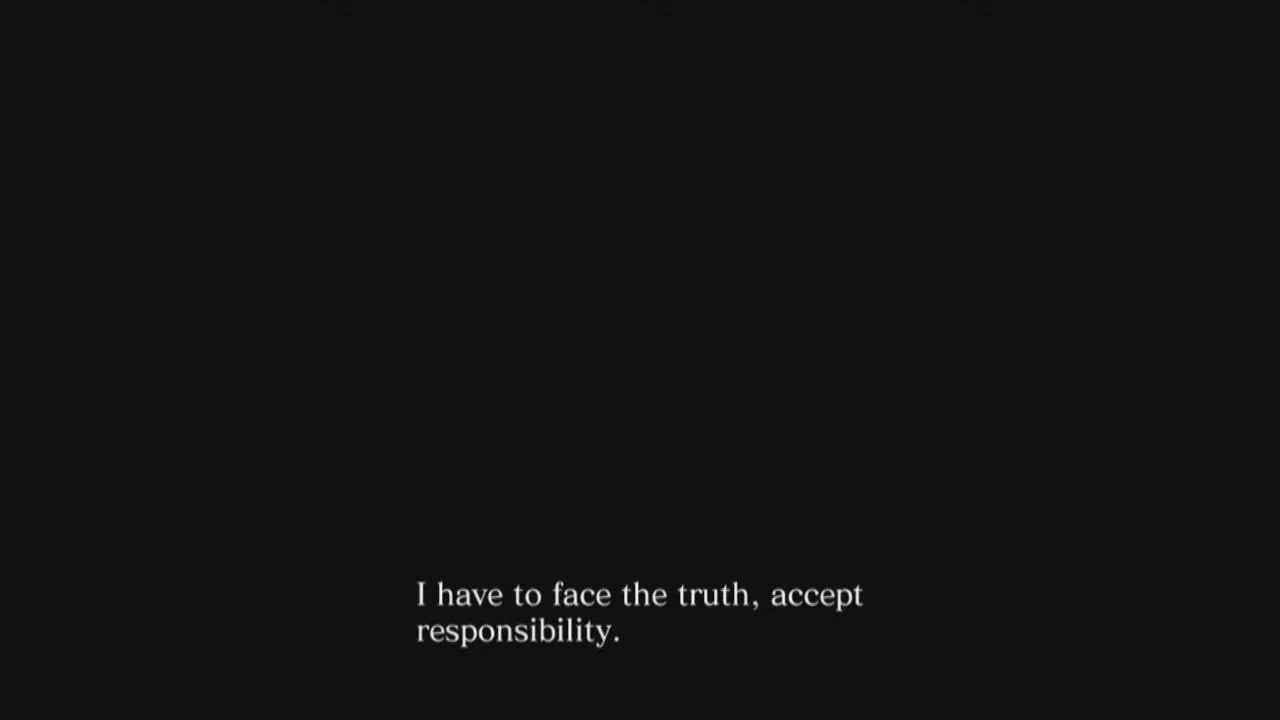 I have to face the truth, accept
responsibility.